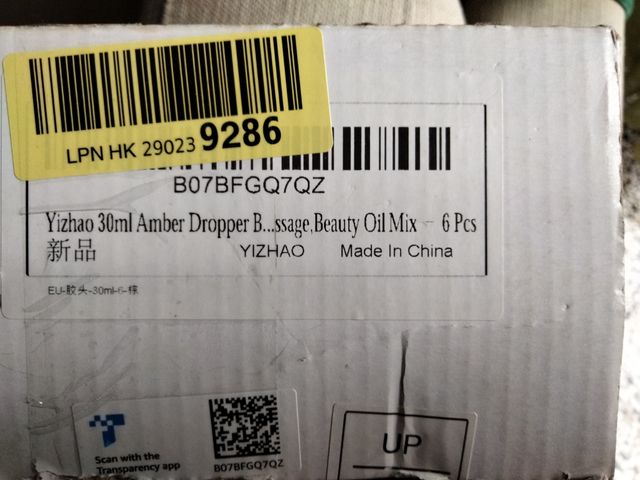 LPN HK 29023 9286
B07BFGQ7QZ
Yizhao 30ml Amber Dropper B...ssage,Beauty Oil Mix - 6 Pcs
新品 YIZHAO Made In China
EU-胶头-30ml-6-棕
Scan with the
Transparency app
B07BFGQ7QZ
UP